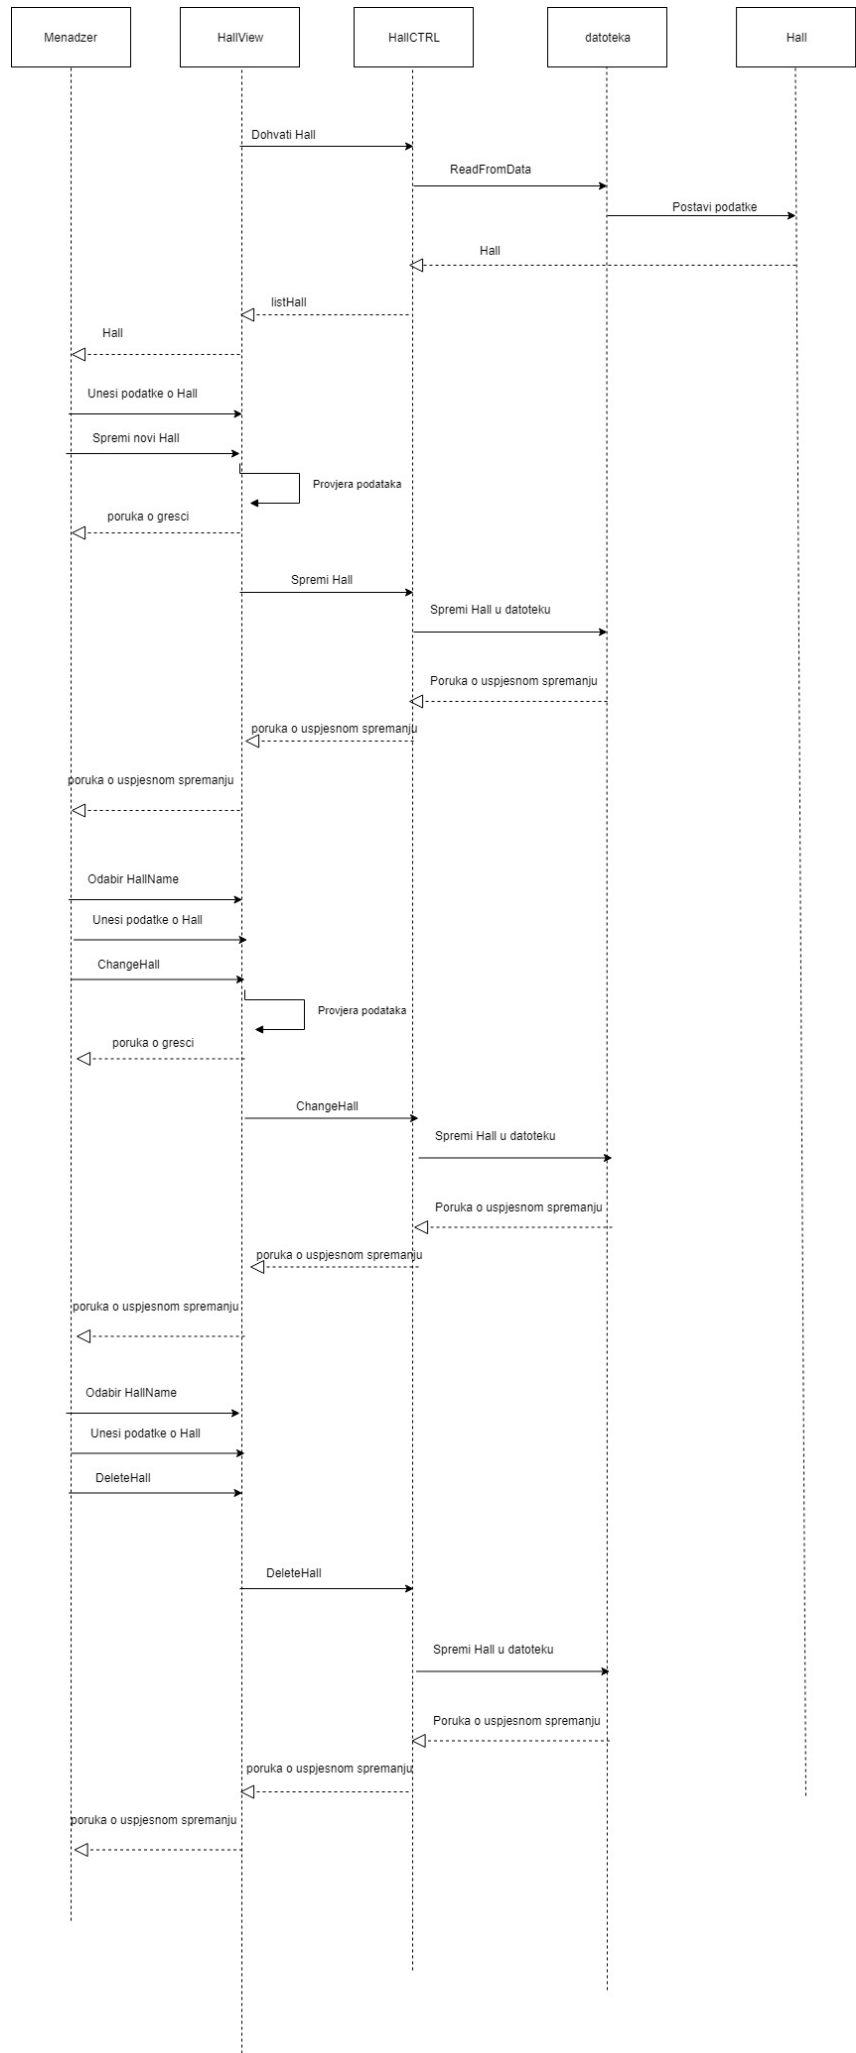 Menadzer
HallView
HallCTRL
datoteka
Hall
Dohvati Hall
ReadFromData
Postavi podatke
Hall
listHall
Hall
Unesi podatke o Hall
Spremi novi Hall
Provjera podataka
poruka o gresci
Spremi Hall
Spremi Hall u datoteku
Poruka o uspjesnom spremanju
poruka o uspjesnom spremanju
poruka o uspjesnom spremanju
Odabir HallName
Unesi podatke o Hall
ChangeHall
Provjera podataka
poruka o gresci
ChangeHall
Spremi Hall u datoteku
Poruka o uspjesnom spremanju
poruka o uspjesnom spremanju
poruka o uspjesnom spremanju
Odabir HallName
Unesi podatke o Hall
DeleteHall
DeleteHall
Spremi Hall u datoteku
Poruka o uspjesnom spremanju
poruka o uspjesnom spremanju
poruka o uspjesnom spremanju